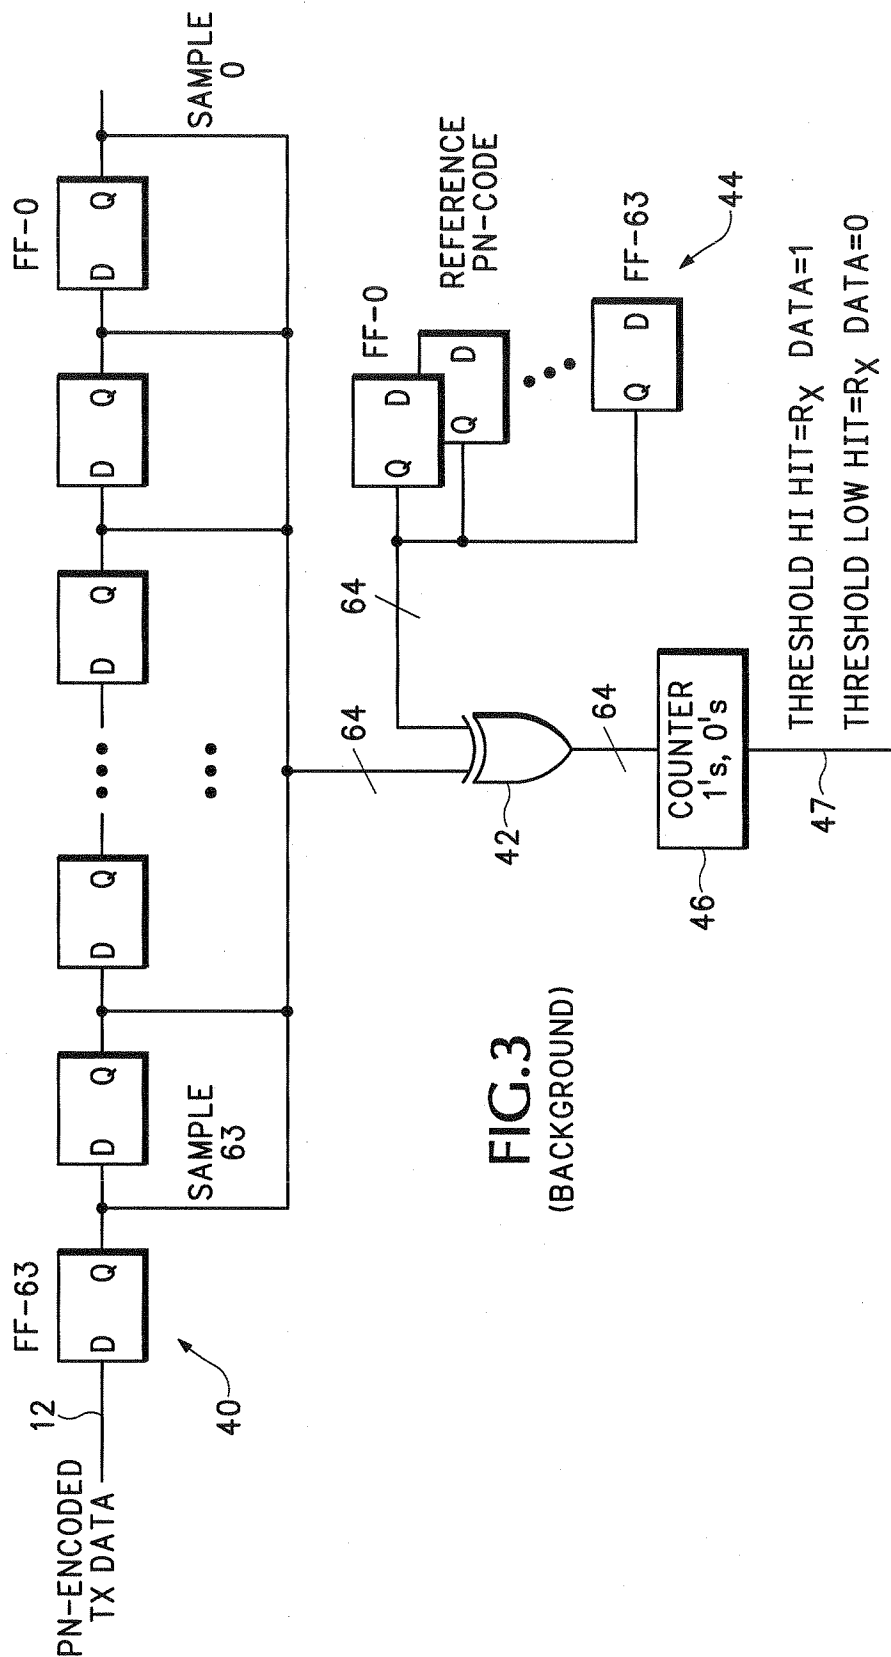 PN-ENCODED
TX DATA
12
40
FF-63
D Q
SAMPLE
63
D Q
D Q
D Q
D Q
FF-0
D Q
SAMPLE
0
64
64
42
FF-0
Q D
Q D
REFERENCE
PN-CODE
FF-63
Q D
44
64
COUNTER
1's, 0's
46
47
THRESHOLD HI HIT=RX DATA=1
THRESHOLD LOW HIT=RX DATA=0
FIG.3
(BACKGROUND)